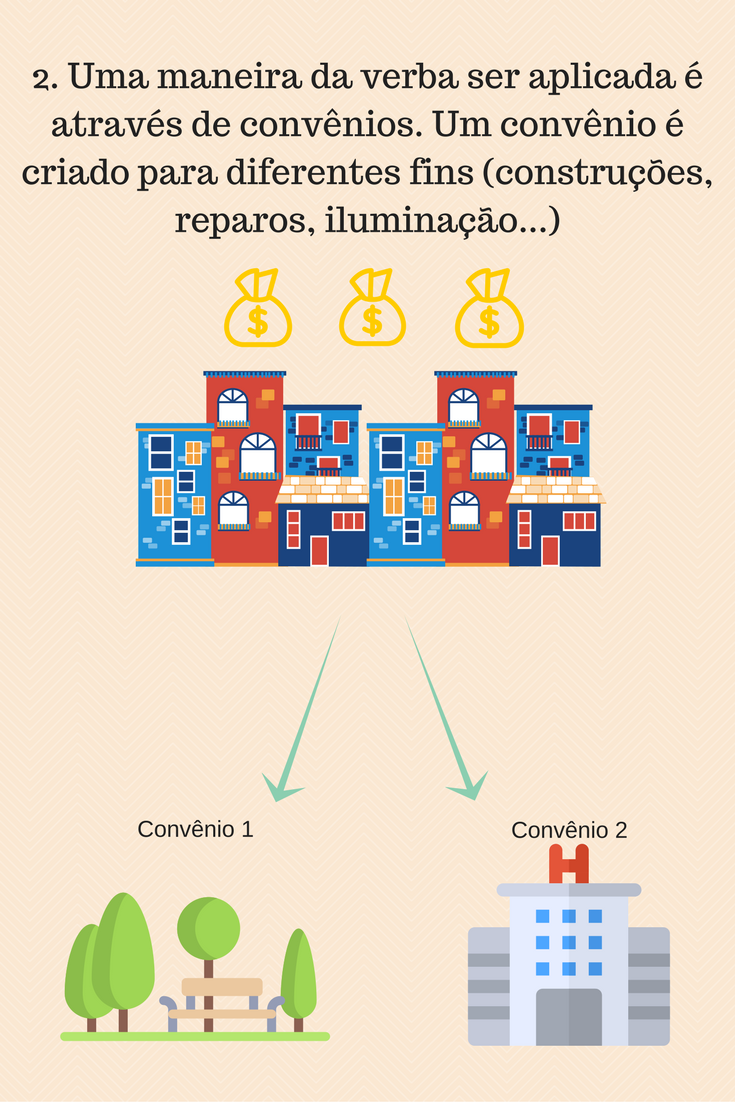 2. Uma maneira da verba ser aplicada é
através de convênios. Um convênio é
criado para diferentes fins (construções,
reparos, iluminação...)
$ $ $
Convênio 1
Convênio 2
H